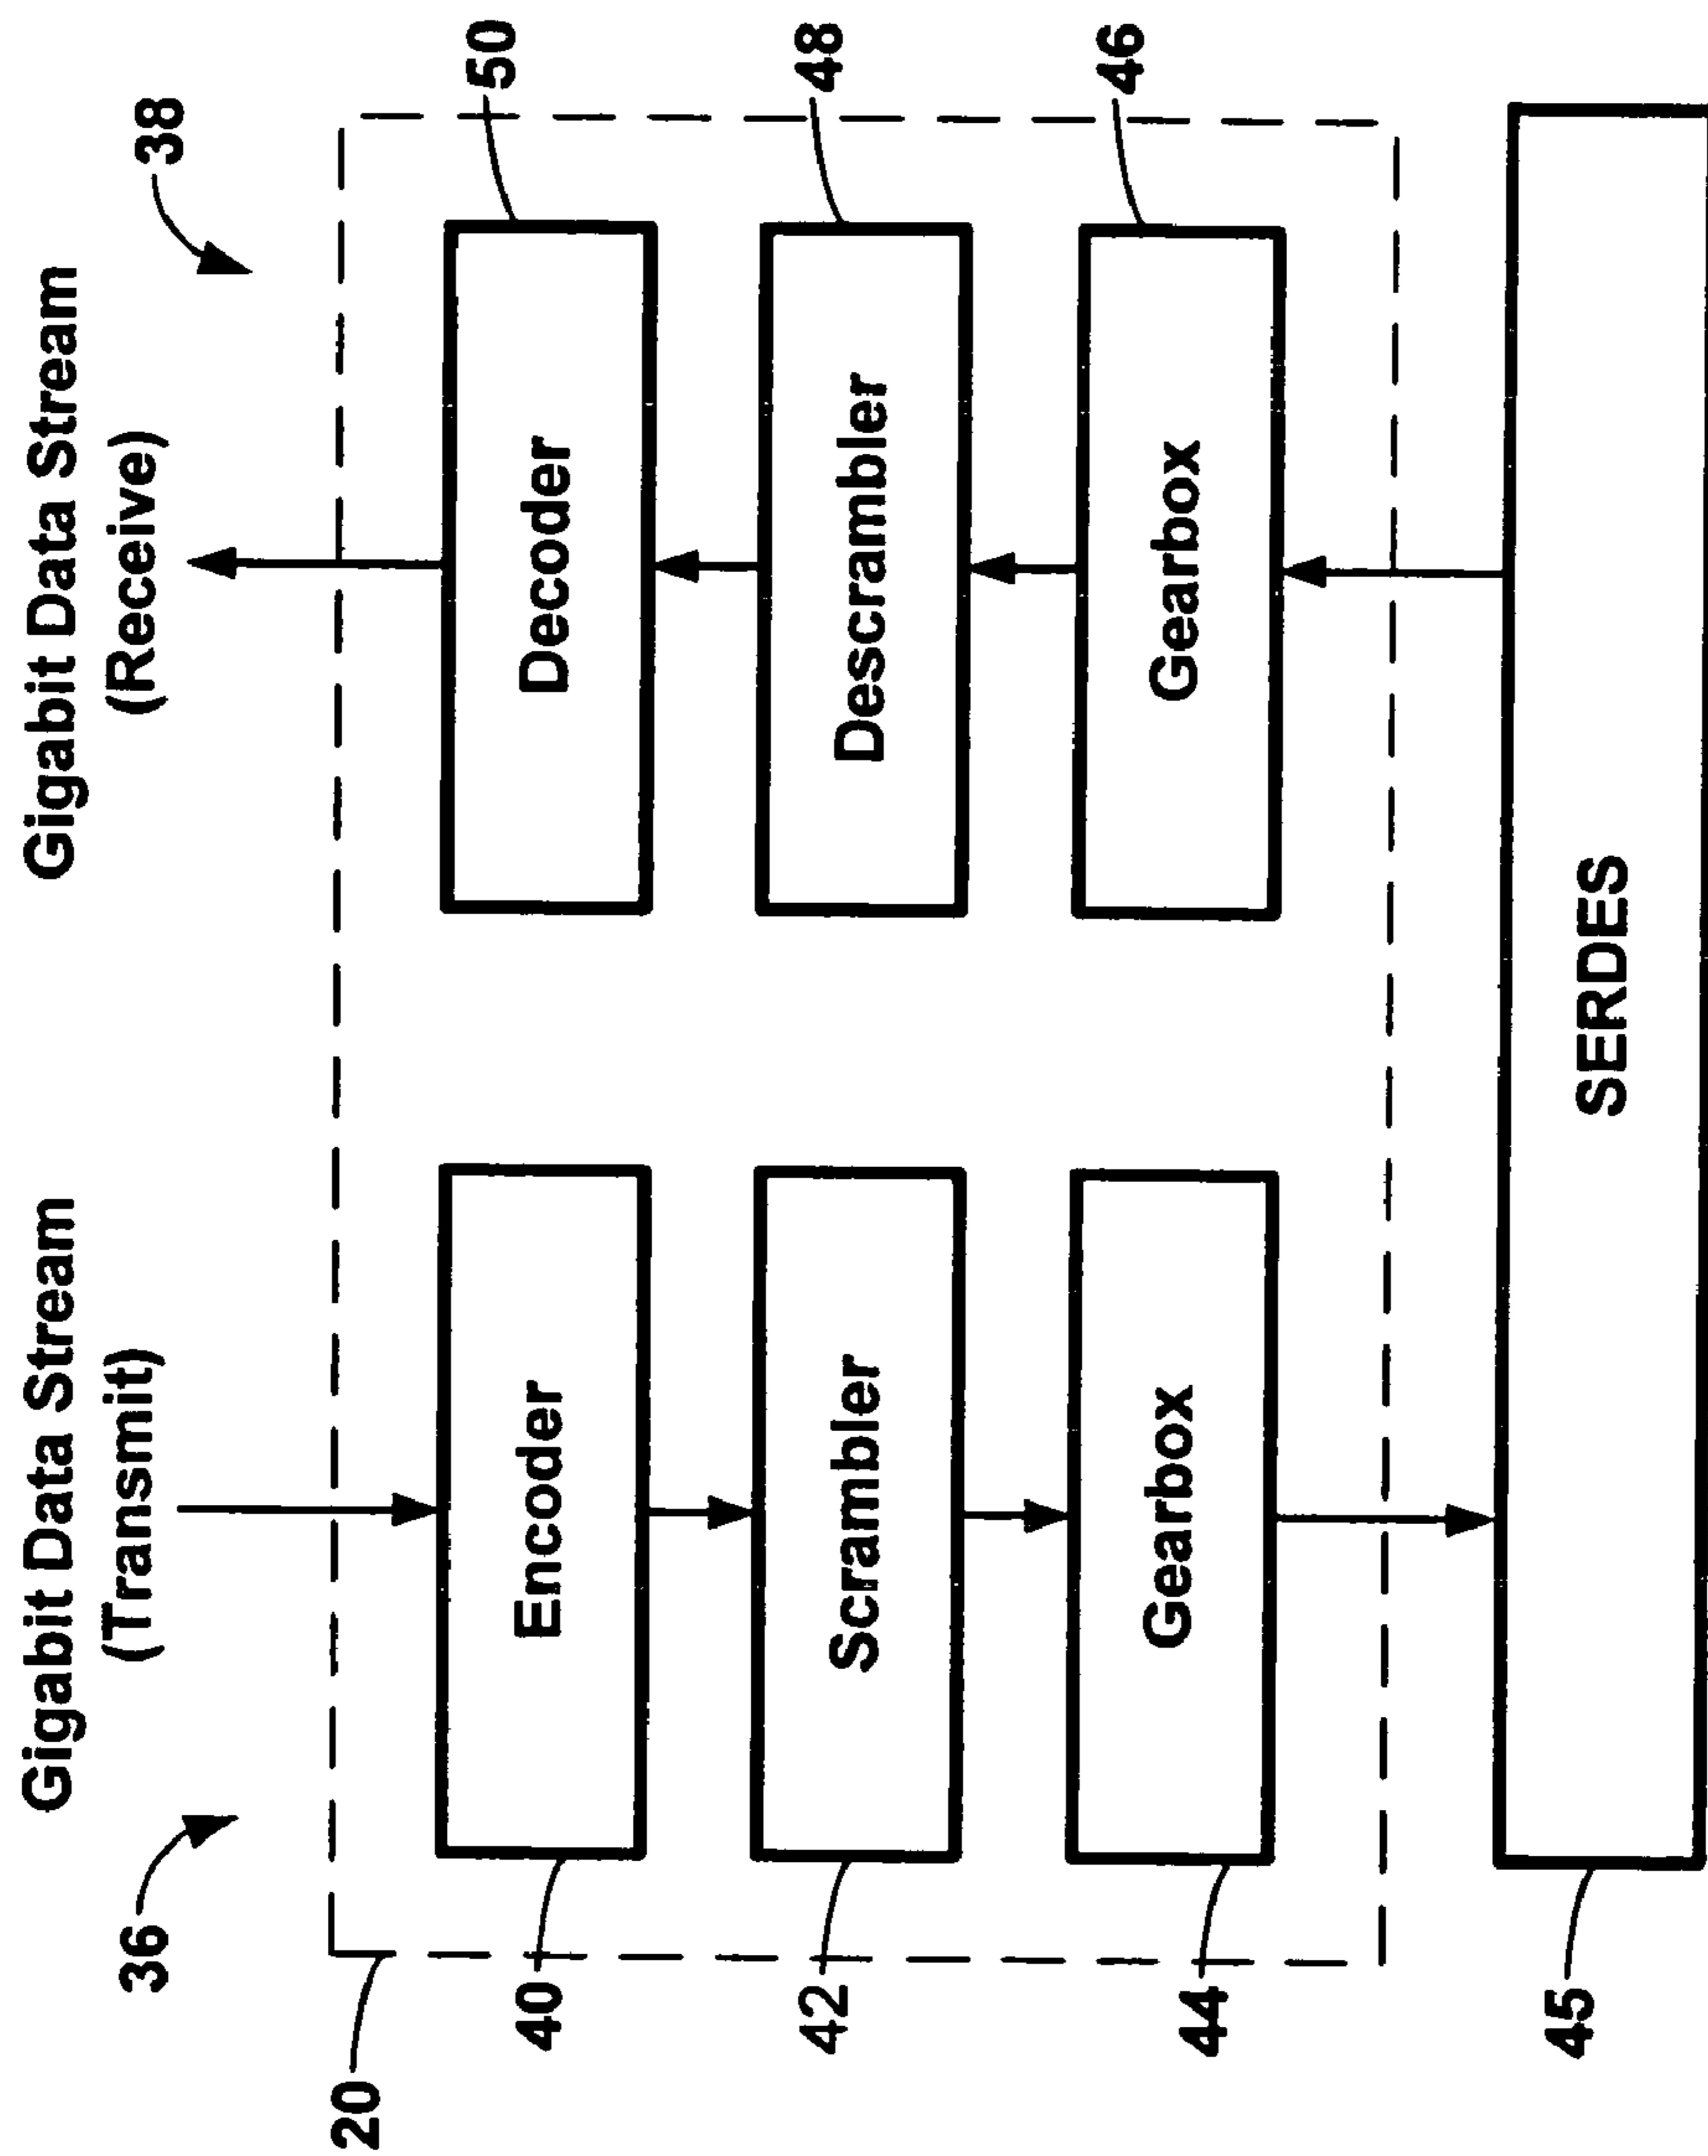 Gigabit Data Stream
(Transmit)
Gigabit Data Stream
(Receive)
36
38
20
40
Encoder
Decoder
50
42
Scrambler
Descrambler
48
44
Gearbox
Gearbox
46
45
SERDES